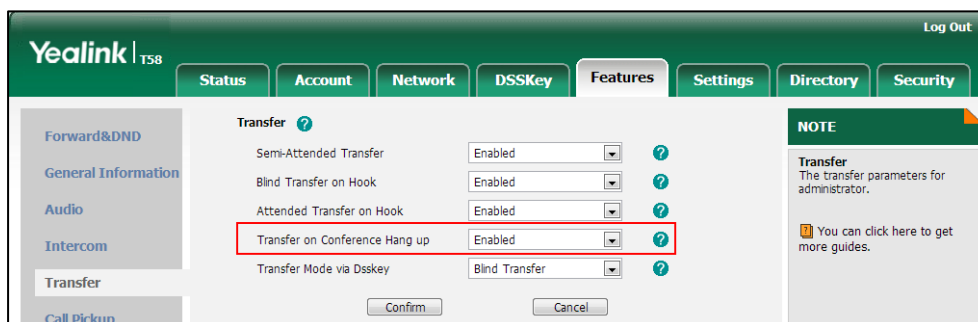 Log Out
Yealink T58
Status Account Network DSSKey Features Settings Directory Security
Forward&DND
General Information
Audio
Intercom
Transfer
Call Pickup
Transfer ?
Semi-Attended Transfer Enabled ?
Blind Transfer on Hook Enabled ?
Attended Transfer on Hook Enabled ?
Transfer on Conference Hang up Enabled ?
Transfer Mode via Dsskey Blind Transfer ?
Confirm Cancel
NOTE
Transfer
The transfer parameters for
administrator.
? You can click here to get
more guides.